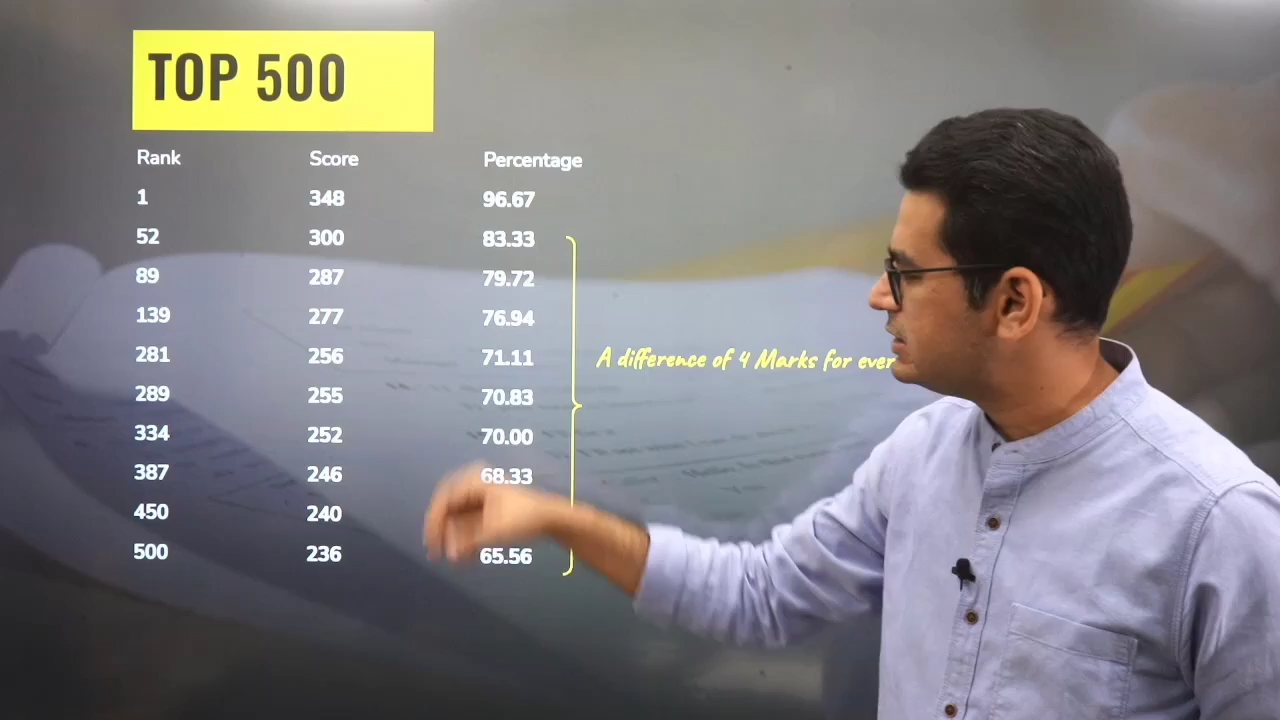 TOP 500
Rank Score Percentage
1 348 96.67
52 300 83.33
89 287 79.72
139 277 76.94
281 256 71.11
289 255 70.83
334 252 70.00
387 246 68.33
450 240
500 236 65.56
A difference of 4 Marks for ever